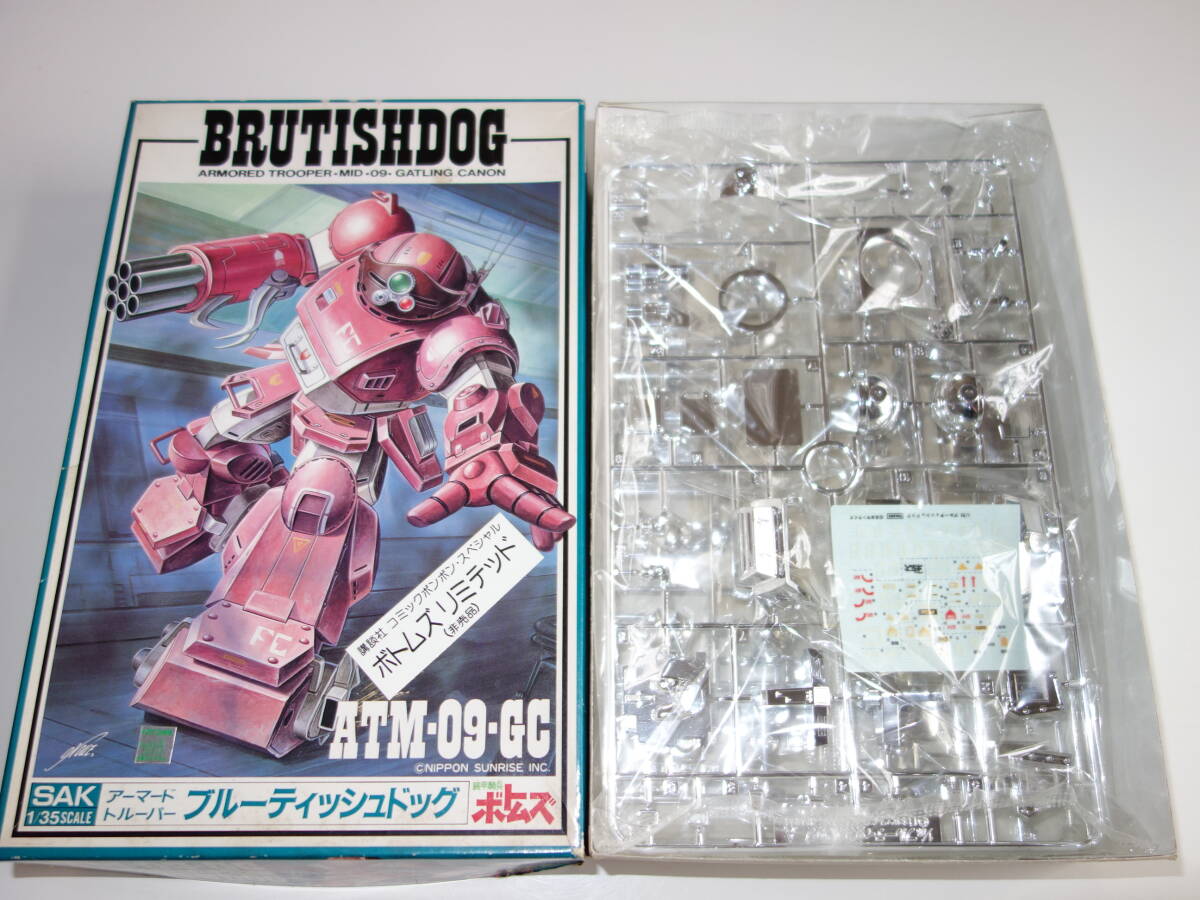 BRUTISHDOG
ARMORED TROOPER・MID・09・GATLING CANON
FC
FC
講談社 コミックボンボン・スペシャル
ボトムズ リミテッド
(非売品)
ATM-09-GC
©NIPPON SUNRISE INC.
SAK
1/35SCALE
アーマード
トルーパー
ブルーティッシュドッグ
装甲騎兵
ボトムズ